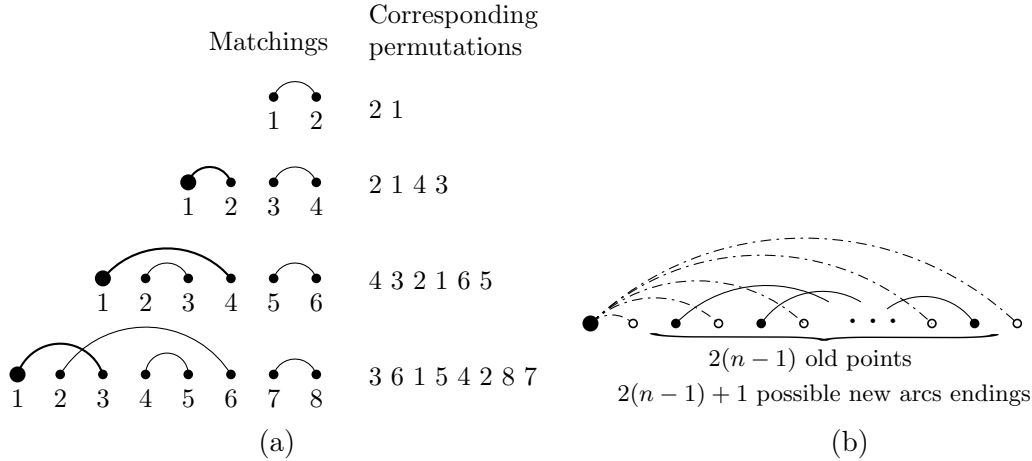 Matchings
Corresponding
permutations
1 2
2 1
1 2 3 4
2 1 4 3
1 2 3 4 5 6
4 3 2 1 6 5
1 2 3 4 5 6 7 8
3 6 1 5 4 2 8 7
(a)
2(n − 1) old points
2(n − 1) + 1 possible new arcs endings
(b)